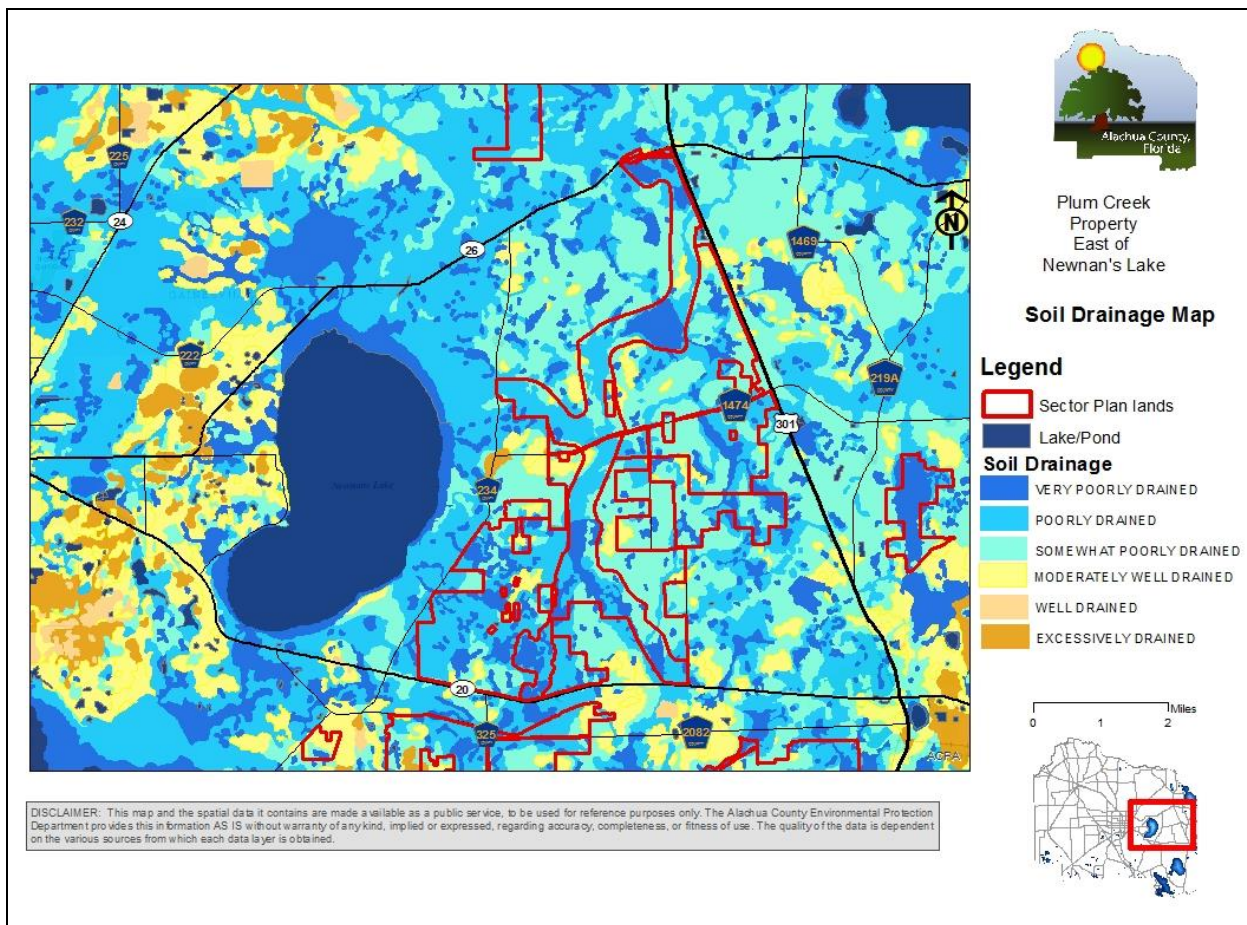 Alachua County,
Florida
Plum Creek
Property
East of
Newnan's Lake
Soil Drainage Map
Legend
Sector Plan lands
Lake/Pond
Soil Drainage
VERY POORLY DRAINED
POORLY DRAINED
SOMEWHAT POORLY DRAINED
MODERATELY WELL DRAINED
WELL DRAINED
EXCESSIVELY DRAINED
0 1 2 Miles
N
225
232
24
26
1469
222
219A
1474
301
234
Newnans Lake
20
325
2082
ACPA
DISCLAIMER: This map and the spatial data it contains are made available as a public service, to be used for reference purposes only. The Alachua County Environmental Protection
Department provides this information AS IS without warranty of any kind, implied or expressed, regarding accuracy, completeness, or fitness of use. The quality of the data is dependent
on the various sources from which each data layer is obtained.